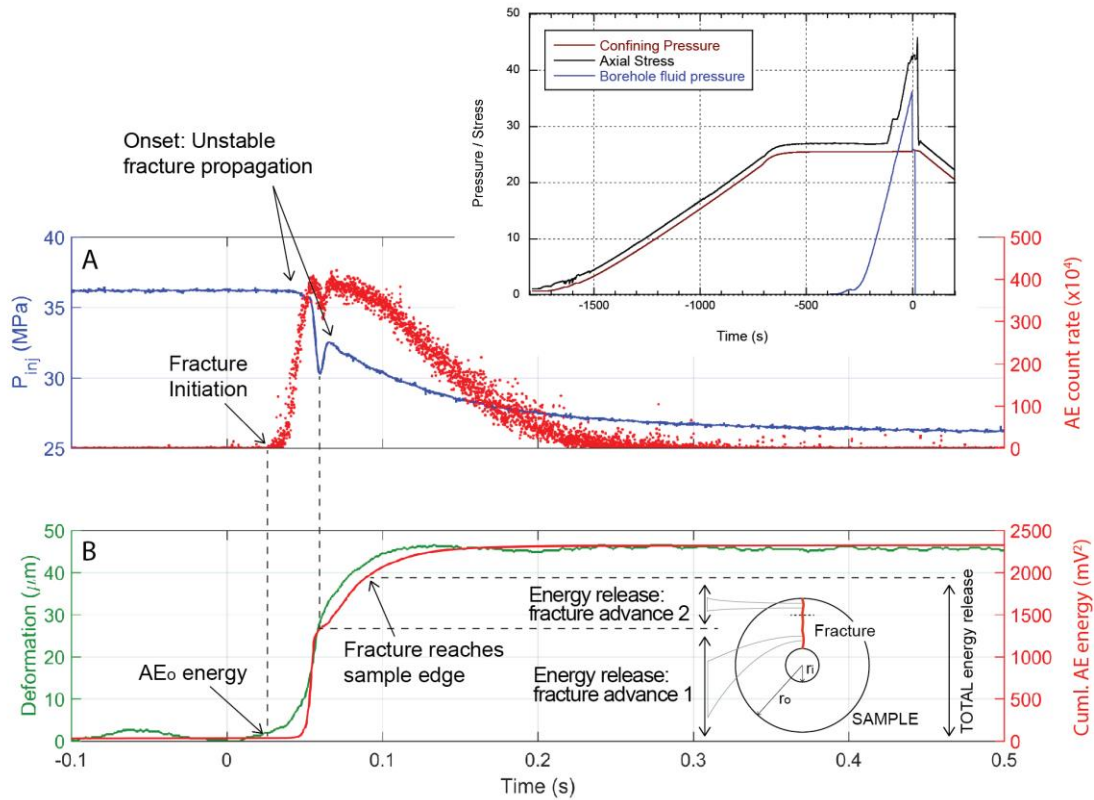 50
40
30
20
10
0
Pressure / Stress
Confining Pressure
Axial Stress
Borehole fluid pressure
-1500
-1000
-500
0
Time (s)
Onset: Unstable
fracture propagation
A
40
35
30
25
P_inj (MPa)
Fracture
Initiation
500
400
300
200
100
0
AE count rate (x10⁴)
B
50
40
30
20
10
0
Deformation (μm)
AE₀ energy
Fracture reaches
sample edge
Energy release:
fracture advance 2
Energy release:
fracture advance 1
Fracture
rᵢ
rₒ
SAMPLE
TOTAL energy release
2500
2000
1500
1000
500
0
Cuml. AE energy (mV²)
-0.1
0
0.1
0.2
0.3
0.4
0.5
Time (s)